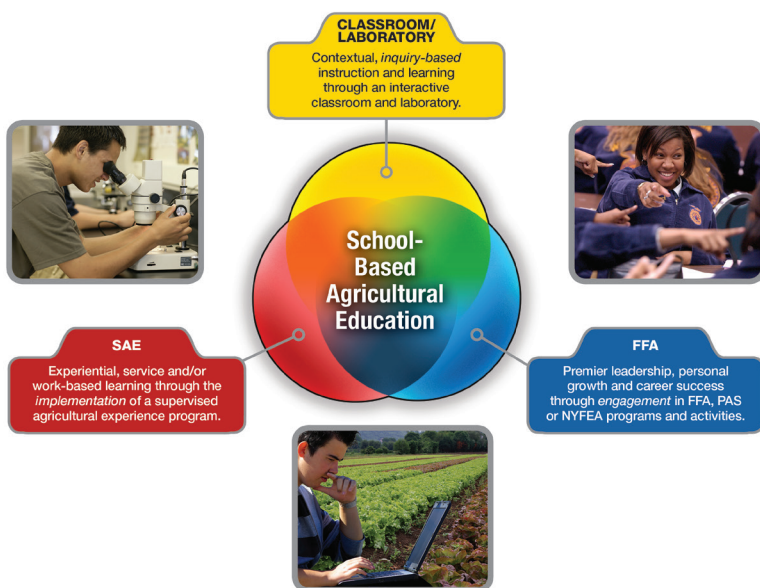 CLASSROOM/
LABORATORY
Contextual, inquiry-based
instruction and learning
through an interactive
classroom and laboratory.
School-
Based
Agricultural
Education
SAE
Experiential, service and/or
work-based learning through the
implementation of a supervised
agricultural experience program.
FFA
Premier leadership, personal
growth and career success
through engagement in FFA, PAS
or NYFEA programs and activities.